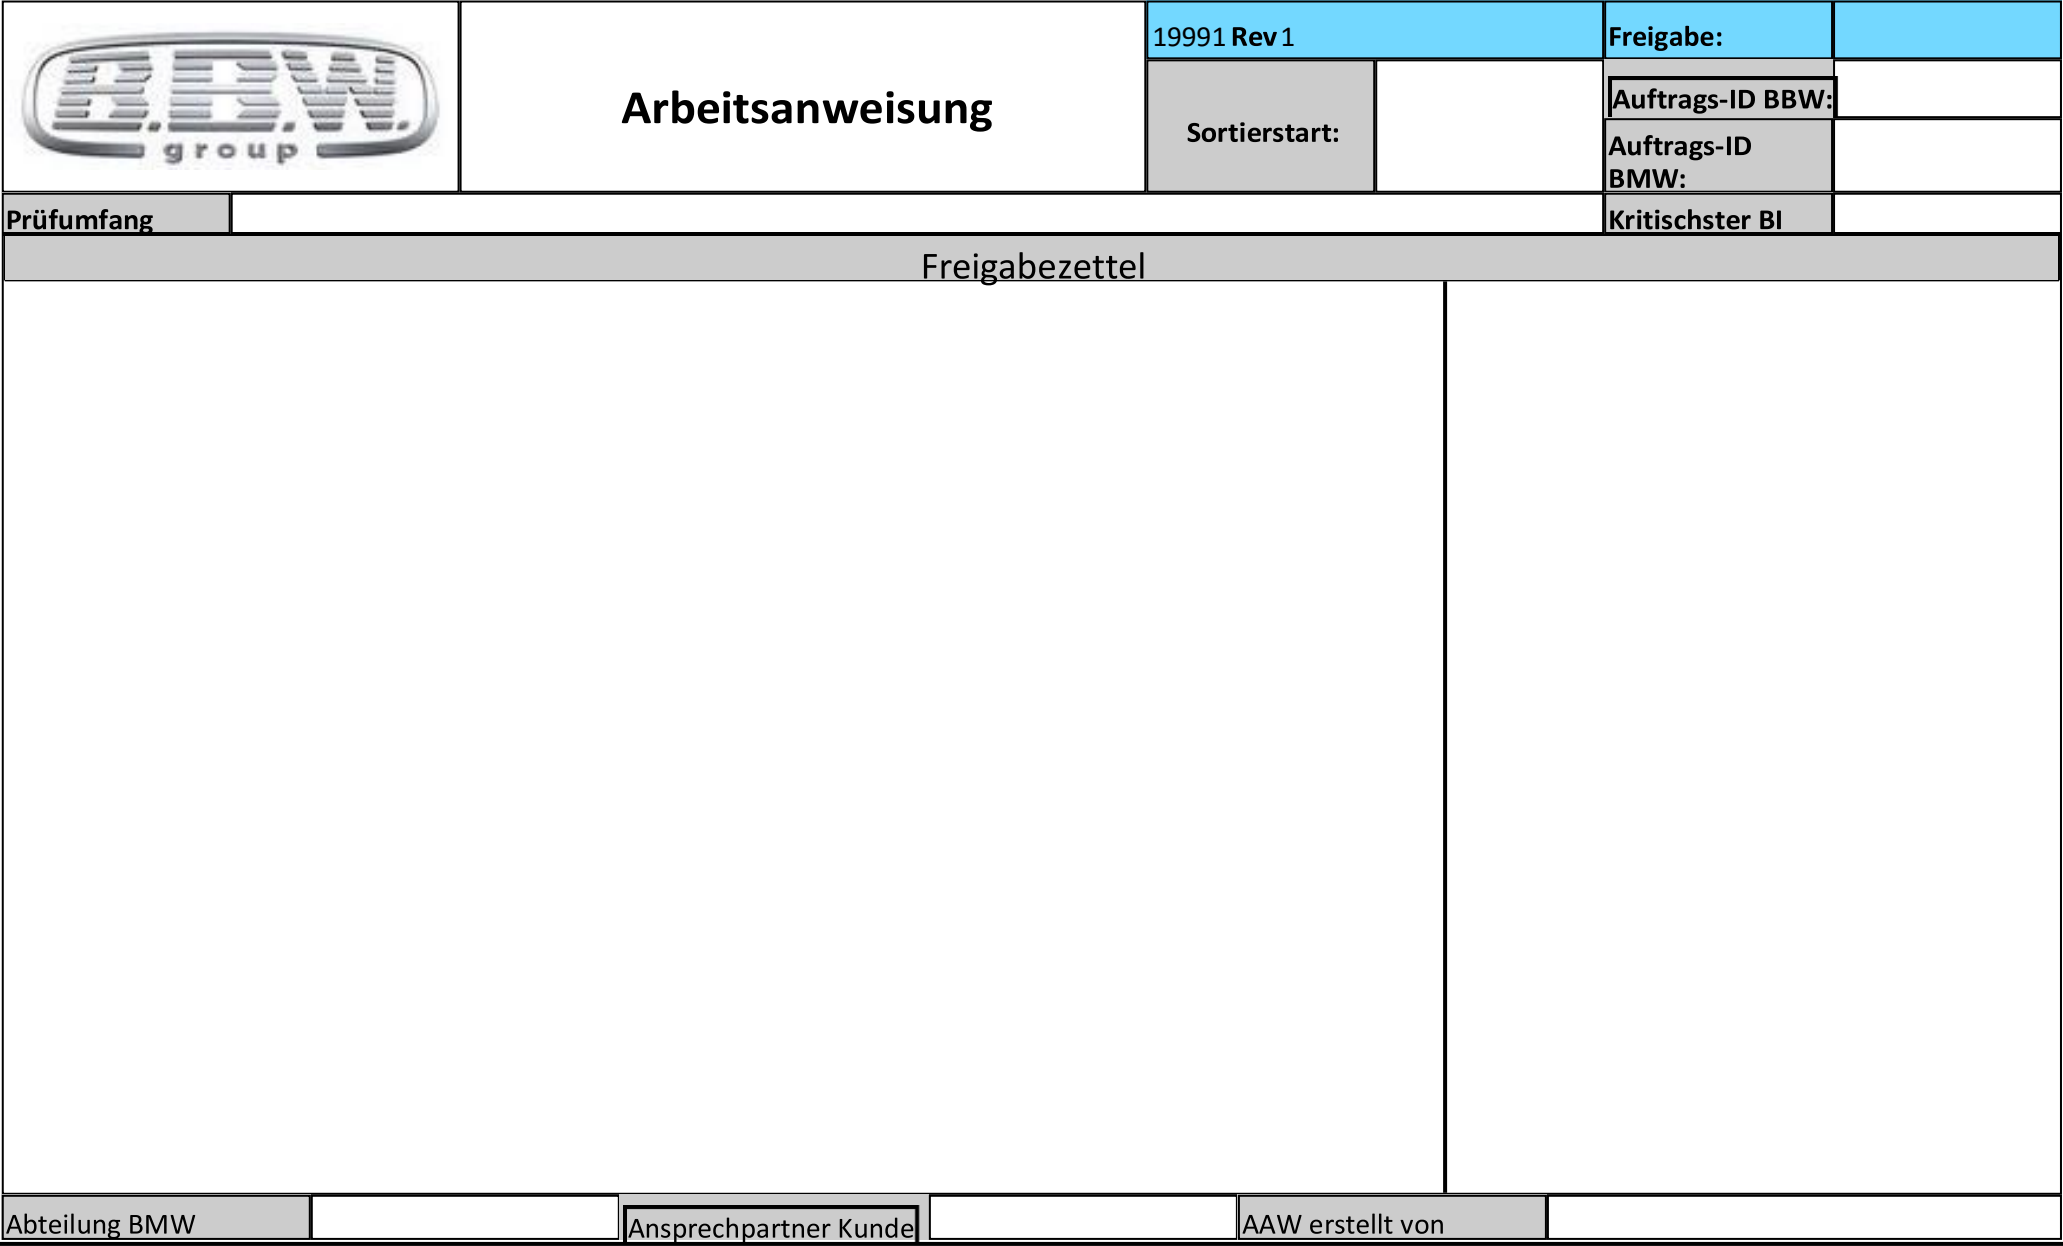 B.B.W.
group
Arbeitsanweisung
19991 Rev 1
Freigabe:
Sortierstart:
Auftrags-ID BBW:
Auftrags-ID
BMW:
Prüfumfang
Kritischster BI
Freigabezettel
Abteilung BMW
Ansprechpartner Kunde
AAW erstellt von